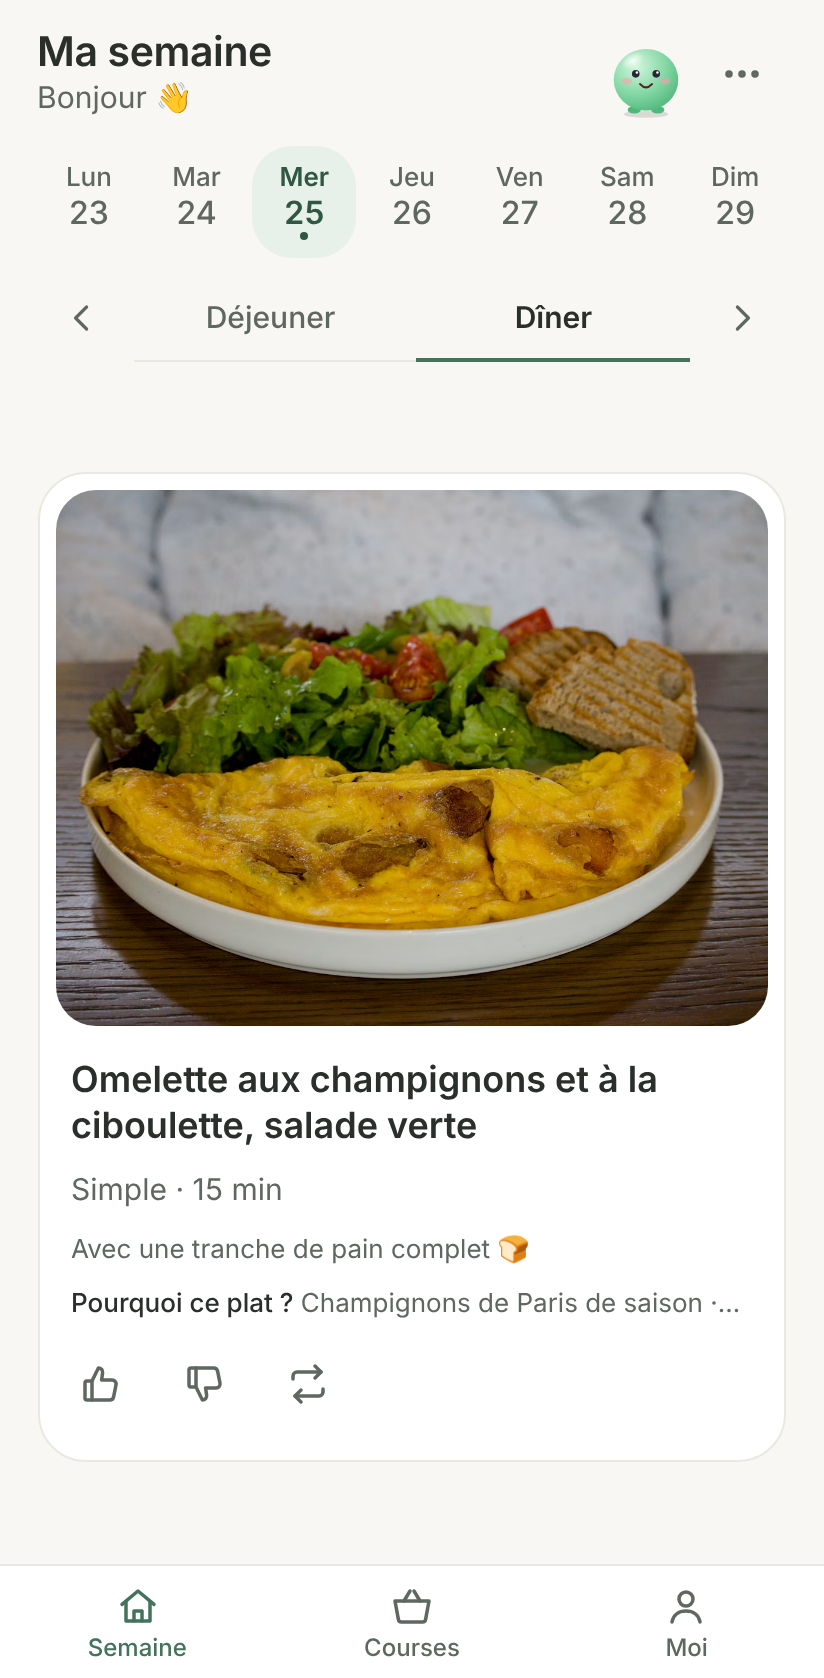 Ma semaine
Bonjour 👋
Lun Mar Mer Jeu Ven Sam Dim
23 24 25 26 27 28 29
Déjeuner Dîner
Omelette aux champignons et à la
ciboulette, salade verte
Simple · 15 min
Avec une tranche de pain complet 🍞
Pourquoi ce plat ? Champignons de Paris de saison ·...
Semaine Courses Moi